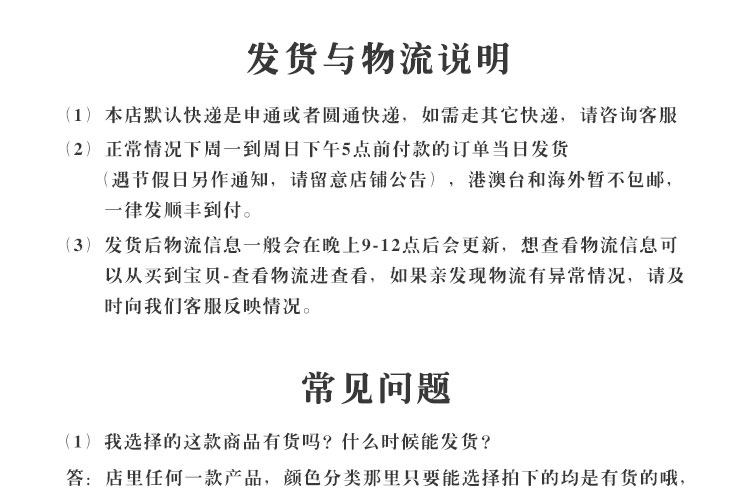 发货与物流说明
（1）本店默认快递是申通或者圆通快递，如需走其它快递，请咨询客服
（2）正常情况下周一到周日下午5点前付款的订单当日发货
（遇节假日另作通知，请留意店铺公告），港澳台和海外暂不包邮，
一律发顺丰到付。
（3）发货后物流信息一般会在晚上9-12点后会更新，想查看物流信息可
以从买到宝贝-查看物流进查看，如果亲发现物流有异常情况，请及
时向我们客服反映情况。
常见问题
（1）我选择的这款商品有货吗？什么时候能发货？
答：店里任何一款产品，颜色分类那里只要能选择拍下的均是有货的哦，